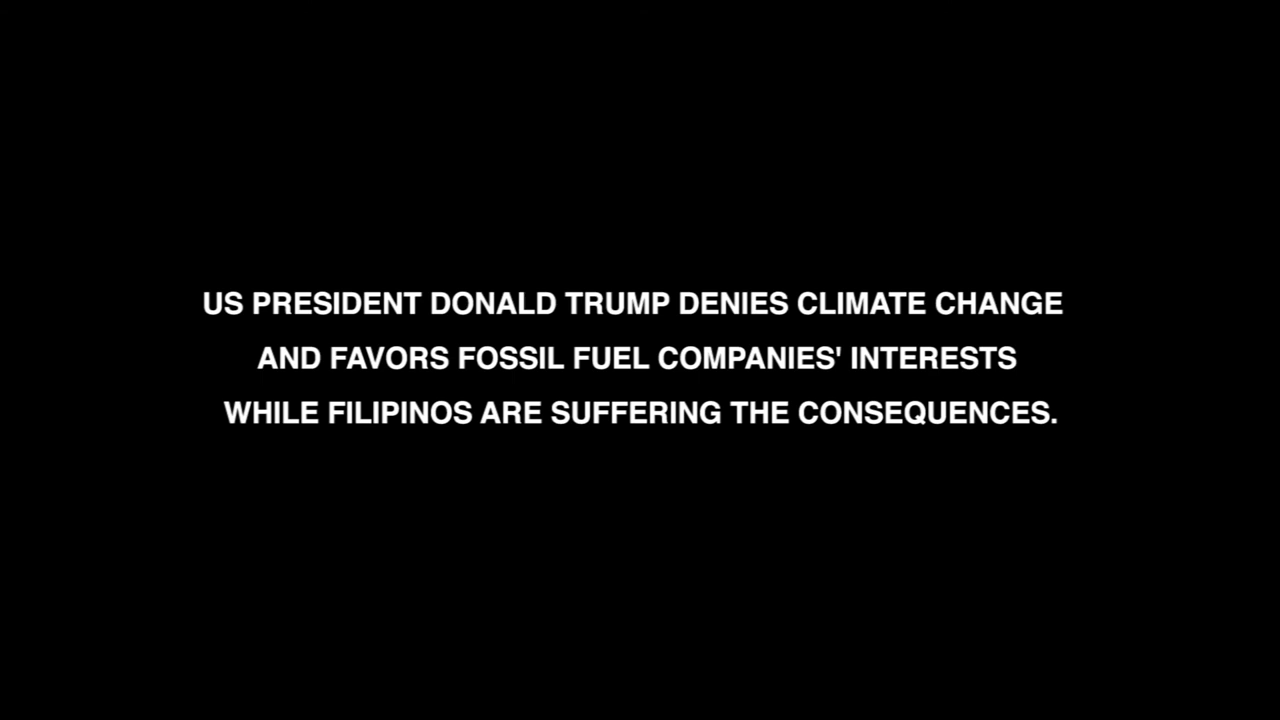 US PRESIDENT DONALD TRUMP DENIES CLIMATE CHANGE
AND FAVORS FOSSIL FUEL COMPANIES' INTERESTS
WHILE FILIPINOS ARE SUFFERING THE CONSEQUENCES.